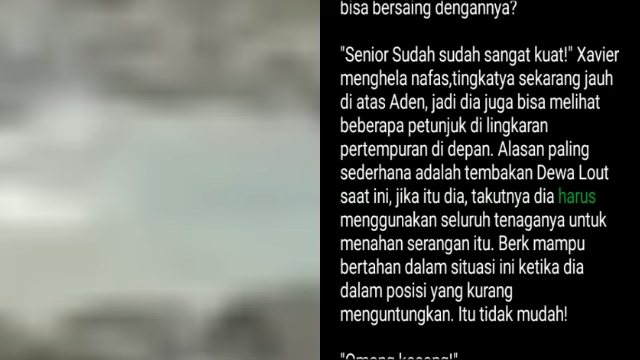 bisa bersaing dengannya?
"Senior Sudah sudah sangat kuat!" Xavier
menghela nafas,tingkatya sekarang jauh
di atas Aden, jadi dia juga bisa melihat
beberapa petunjuk di lingkaran
pertempuran di depan. Alasan paling
sederhana adalah tembakan Dewa Lout
saat ini, jika itu dia, takutnya dia harus
menggunakan seluruh tenaganya untuk
menahan serangan itu. Berk mampu
bertahan dalam situasi ini ketika dia
dalam posisi yang kurang
menguntungkan. Itu tidak mudah!
"Omong kosong!"